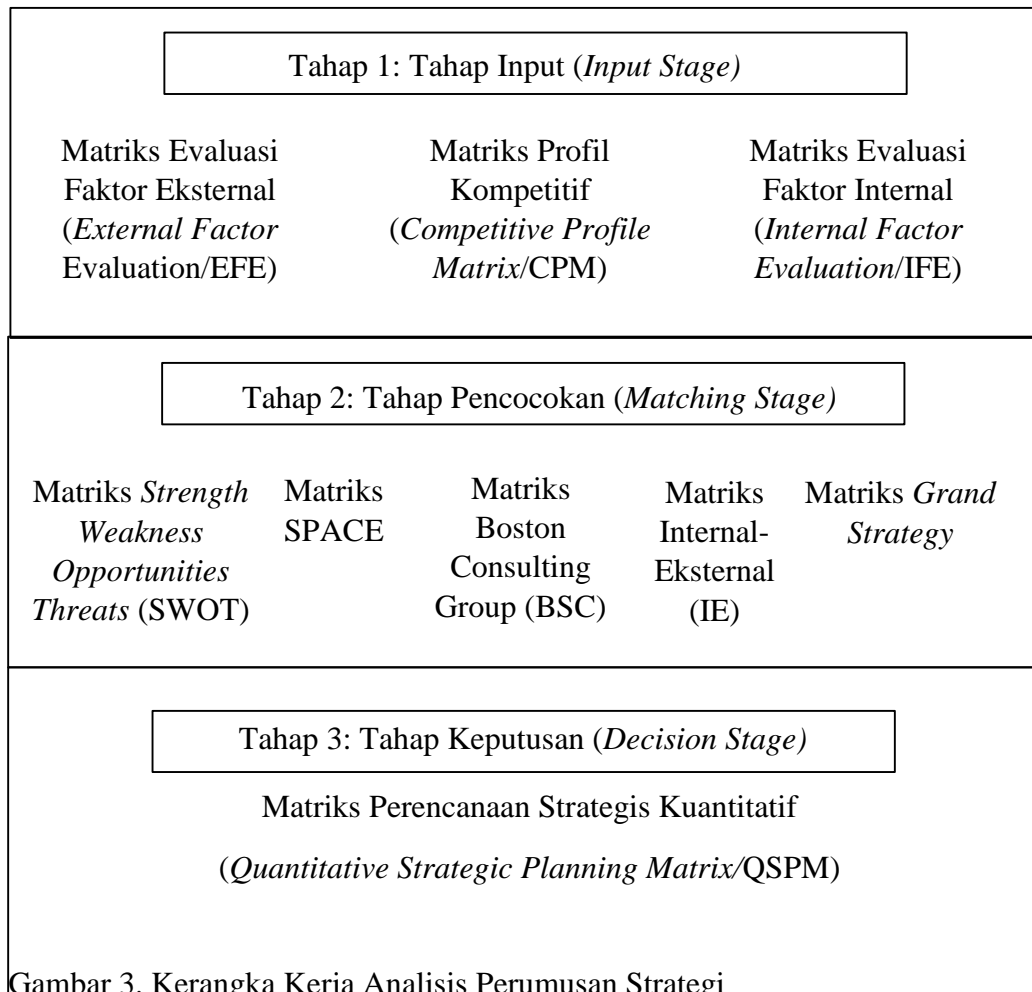 Tahap 1: Tahap Input (Input Stage)
Matriks Evaluasi
Faktor Eksternal
(External Factor
Evaluation/EFE)
Matriks Profil
Kompetitif
(Competitive Profile
Matrix/CPM)
Matriks Evaluasi
Faktor Internal
(Internal Factor
Evaluation/IFE)
Tahap 2: Tahap Pencocokan (Matching Stage)
Matriks Strength
Weakness
Opportunities
Threats (SWOT)
Matriks
SPACE
Matriks
Boston
Consulting
Group (BSC)
Matriks
Internal-
Eksternal
(IE)
Matriks Grand
Strategy
Tahap 3: Tahap Keputusan (Decision Stage)
Matriks Perencanaan Strategis Kuantitatif
(Quantitative Strategic Planning Matrix/QSPM)
Gambar 3. Kerangka Kerja Analisis Perumusan Strategi